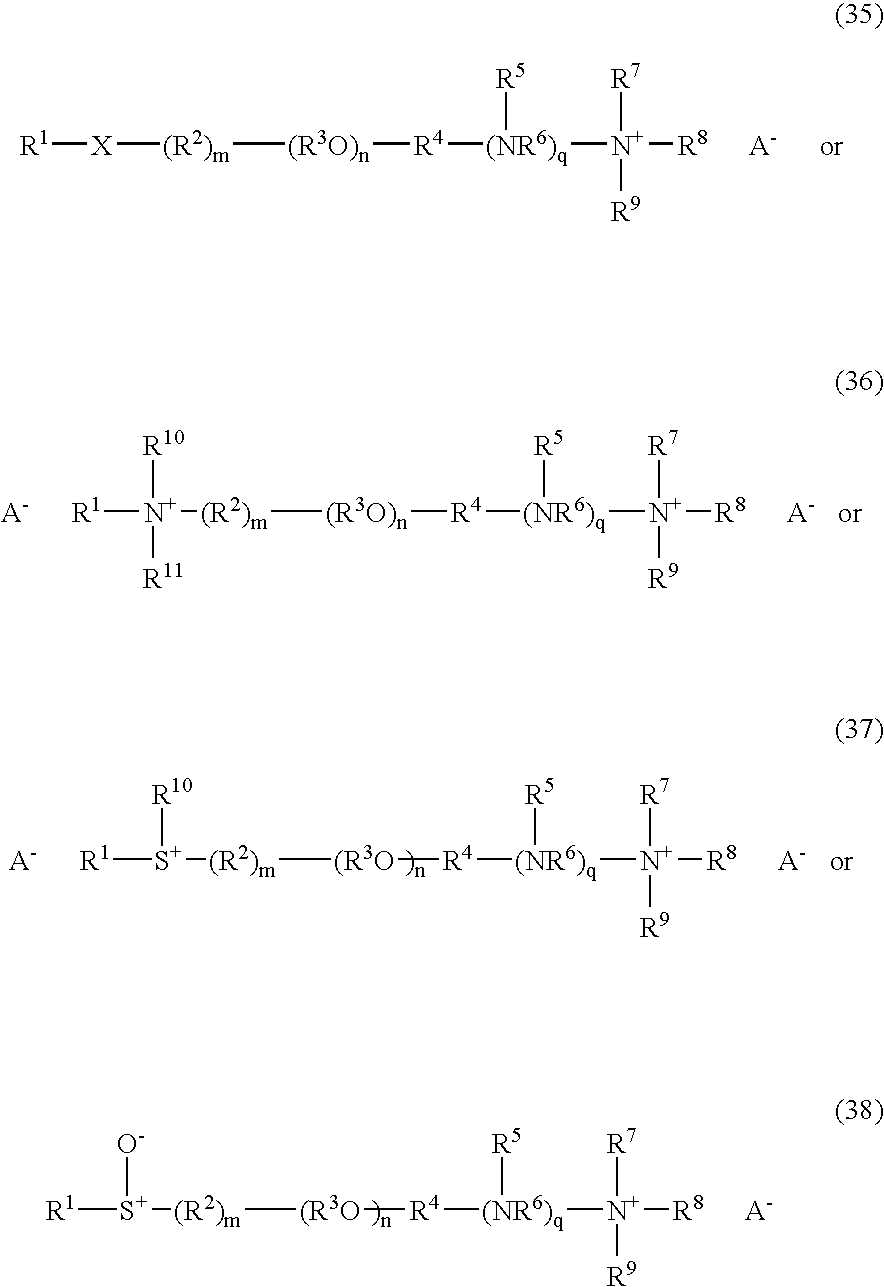 (35)
R⁵ R⁷
R¹—X—(R²)ₘ—(R³O)ₙ—R⁴—(NR⁶)q—N⁺—R⁸ A⁻ or
R⁹
(36)
R¹⁰ R⁵ R⁷
A⁻ R¹—N⁺—(R²)ₘ—(R³O)ₙ—R⁴—(NR⁶)q—N⁺—R⁸ A⁻ or
R¹¹ R⁹
(37)
R¹⁰ R⁵ R⁷
A⁻ R¹—S⁺—(R²)ₘ—(R³O)ₙ—R⁴—(NR⁶)q—N⁺—R⁸ A⁻ or
R⁹
(38)
O⁻ R⁵ R⁷
R¹—S⁺—(R²)ₘ—(R³O)ₙ—R⁴—(NR⁶)q—N⁺—R⁸ A⁻
R⁹